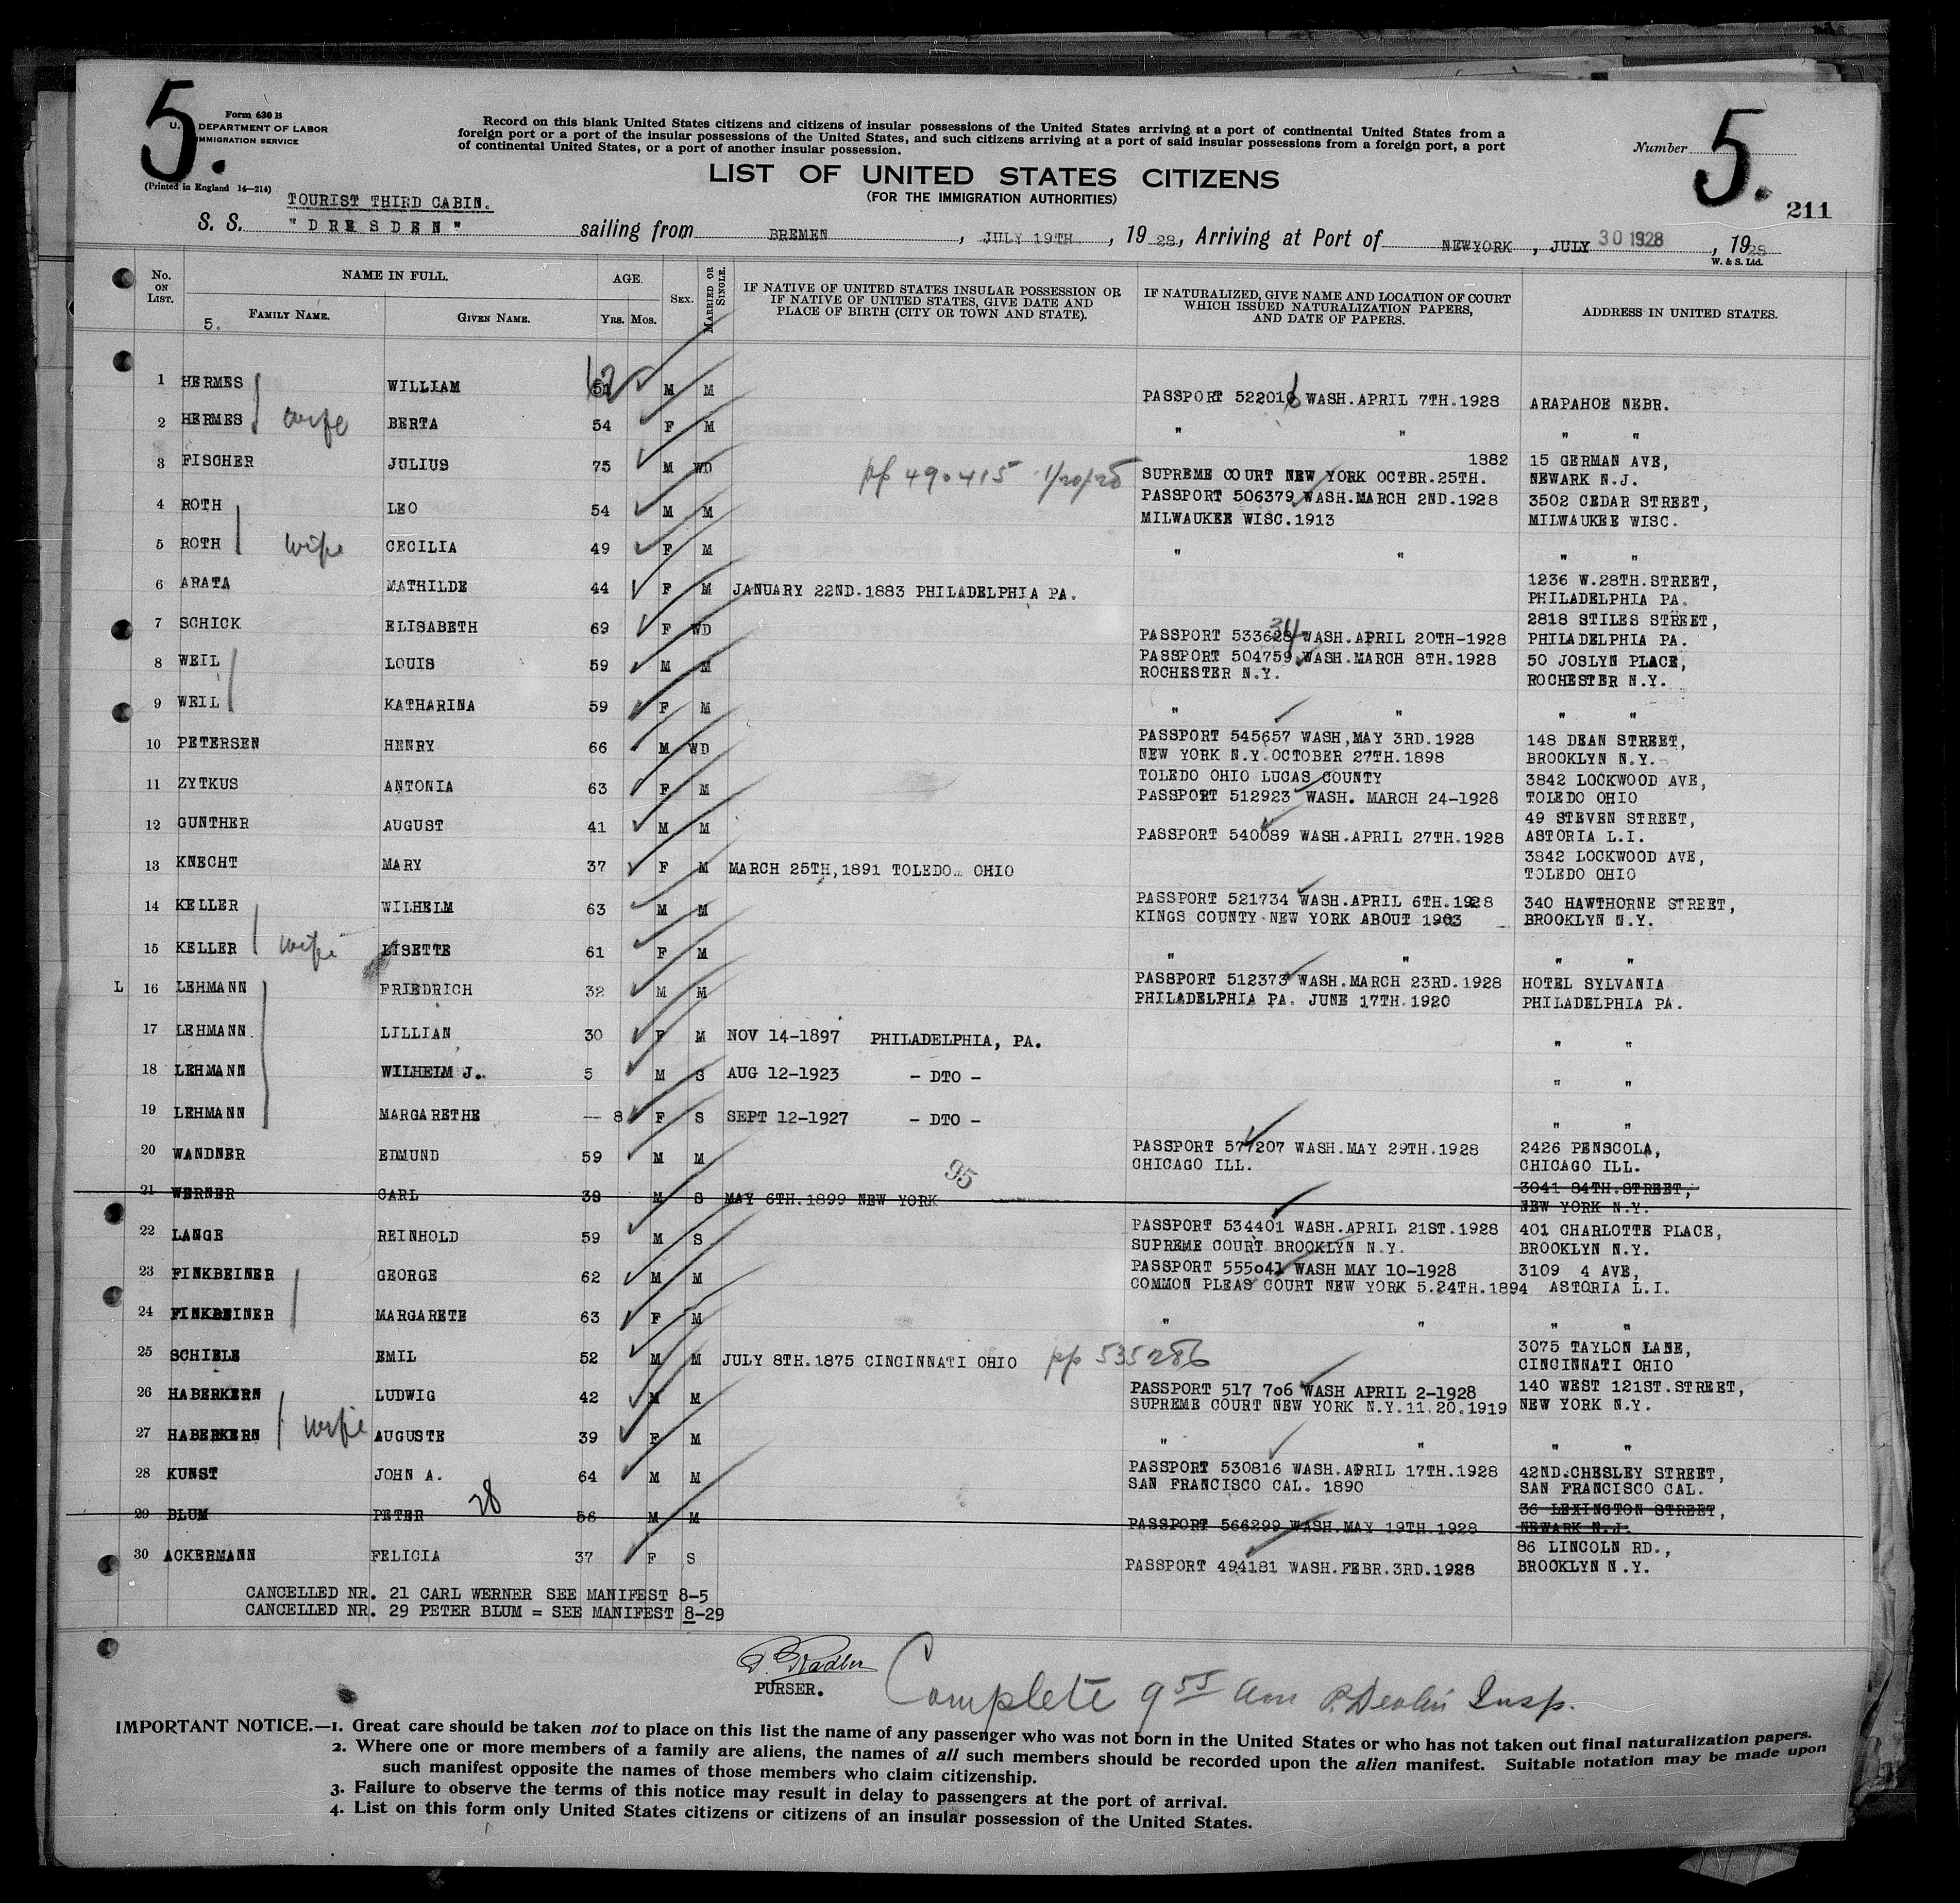 5.
Form 630 B
U. DEPARTMENT OF LABOR
IMMIGRATION SERVICE
(Printed in England 14—214)
Record on this blank United States citizens and citizens of insular possessions of the United States arriving at a port of continental United States from a
foreign port or a port of the insular possessions of the United States, and such citizens arriving at a port of said insular possessions from a foreign port, a port
of continental United States, or a port of another insular possession.
LIST OF UNITED STATES CITIZENS
(FOR THE IMMIGRATION AUTHORITIES)
Number 5.
211
TOURIST THIRD CABIN.
S. S. "DRESDEN" sailing from BREMEN, JULY 19TH, 1928, Arriving at Port of NEWYORK, JULY 30 1928, 1928
W. & S. Ltd.
No. ON LIST. NAME IN FULL. AGE. SEX. MARRIED OR SINGLE. IF NATIVE OF UNITED STATES INSULAR POSSESSION OR IF NATIVE OF UNITED STATES, GIVE DATE AND PLACE OF BIRTH (CITY OR TOWN AND STATE). IF NATURALIZED, GIVE NAME AND LOCATION OF COURT WHICH ISSUED NATURALIZATION PAPERS, AND DATE OF PAPERS. ADDRESS IN UNITED STATES.
5. FAMILY NAME. GIVEN NAME. YRS. MOS.
1 HERMES WILLIAM 62 M M PASSPORT 522016 WASH.APRIL 7TH.1928 ARAPAHOE NEBR.
2 HERMES wife BERTA 54 F M " " " "
3 FISCHER JULIUS 75 M WD pp 490415 1/20/28 1882 15 GERMAN AVE,
SUPREME COURT NEW YORK OCTBR.25TH. NEWARK N.J.
4 ROTH LEO 54 M M PASSPORT 506379 WASH.MARCH 2ND.1928 3502 CEDAR STREET,
MILWAUKEE WISC.1913 MILWAUKEE WISC.
5 ROTH wife CECILIA 49 F M " " " "
6 ARATA MATHILDE 44 F M JANUARY 22ND.1883 PHILADELPHIA PA. 1236 W.28TH.STREET,
PHILADELPHIA PA.
7 SCHICK ELISABETH 69 F WD 2818 STILES STREET,
34
PASSPORT 533628 WASH.APRIL 20TH-1928 PHILADELPHIA PA.
8 WEIL LOUIS 59 M M PASSPORT 504759 WASH.MARCH 8TH.1928 50 JOSLYN PLACE,
ROCHESTER N.Y. ROCHESTER N.Y.
9 WEIL KATHARINA 59 F M " " " "
10 PETERSEN HENRY 66 M WD PASSPORT 545657 WASH,MAY 3RD.1928 148 DEAN STREET,
NEW YORK N.Y.OCTOBER 27TH.1898 BROOKLYN N.Y.
11 ZYTKUS ANTONIA 63 F M TOLEDO OHIO LUCAS COUNTY 3842 LOCKWOOD AVE,
PASSPORT 512923 WASH. MARCH 24-1928 TOLEDO OHIO
12 GUNTHER AUGUST 41 M M 49 STEVEN STREET,
PASSPORT 540089 WASH.APRIL 27TH.1928 ASTORIA L.I.
13 KNECHT MARY 37 F M MARCH 25TH,1891 TOLEDO OHIO 3842 LOCKWOOD AVE,
TOLEDO OHIO
14 KELLER WILHELM 63 M M PASSPORT 521734 WASH.APRIL 6TH.1928 340 HAWTHORNE STREET,
KINGS COUNTY NEW YORK ABOUT 1903 BROOKLYN N.Y.
15 KELLER wife LISETTE 61 F M " " " "
L 16 LEHMANN FRIEDRICH 32 M M PASSPORT 512373 WASH.MARCH 23RD.1928 HOTEL SYLVANIA
PHILADELPHIA PA. JUNE 17TH.1920 PHILADELPHIA PA.
17 LEHMANN LILLIAN 30 F M NOV 14-1897 PHILADELPHIA, PA. " "
18 LEHMANN WILHEIM J. 5 M S AUG 12-1923 - DTO - " "
19 LEHMANN MARGARETHE — 8 F S SEPT 12-1927 - DTO - " "
20 WANDNER EDMUND 59 M M PASSPORT 577207 WASH.MAY 29TH.1928 2426 PENSCOLA,
CHICAGO ILL. CHICAGO ILL.
95
21 WERNER CARL 39 M S MAY 6TH.1899 NEW YORK 3041 84TH.STREET,
NEW YORK N.Y.
22 LANGE REINHOLD 59 M S PASSPORT 534401 WASH.APRIL 21ST.1928 401 CHARLOTTE PLACE,
SUPREME COURT BROOKLYN N.Y. BROOKLYN N.Y.
23 FINKBEINER GEORGE 62 M M PASSPORT 555o41 WASH MAY 10-1928 3109 4 AVE,
COMMON PLEAS COURT NEW YORK 5.24TH.1894 ASTORIA L.I.
24 FINKBEINER MARGARETE 63 F M " " " "
25 SCHIELE EMIL 52 M M JULY 8TH.1875 CINCINNATI OHIO pp 535286 3075 TAYLON LANE,
CINCINNATI OHIO
26 HABERKERN LUDWIG 42 M M PASSPORT 517 7o6 WASH APRIL 2-1928 140 WEST 121ST.STREET,
SUPREME COURT NEW YORK N.Y.11.20.1919 NEW YORK N.Y.
27 HABERKERN wife AUGUSTE 39 F M " " " "
28 KUNST JOHN A. 64 M M PASSPORT 530816 WASH.APRIL 17TH.1928 42ND.CHESLEY STREET,
SAN FRANCISCO CAL. 1890 SAN FRANCISCO CAL.
28
29 BLUM PETER 56 M M 36 LEXINGTON STREET,
PASSPORT 566299 WASH.MAY 19TH.1928 NEWARK N.J.
30 ACKERMANN FELICIA 37 F S 86 LINCOLN RD.,
PASSPORT 494181 WASH.FEBR.3RD.1928 BROOKLYN N.Y.
CANCELLED NR. 21 CARL WERNER SEE MANIFEST 8-5
CANCELLED NR. 29 PETER BLUM = SEE MANIFEST 8-29
PURSER.
Complete 9 55 am P. Devlin Insp.
IMPORTANT NOTICE.—1. Great care should be taken not to place on this list the name of any passenger who was not born in the United States or who has not taken out final naturalization papers.
2. Where one or more members of a family are aliens, the names of all such members should be recorded upon the alien manifest. Suitable notation may be made upon
such manifest opposite the names of those members who claim citizenship.
3. Failure to observe the terms of this notice may result in delay to passengers at the port of arrival.
4. List on this form only United States citizens or citizens of an insular possession of the United States.